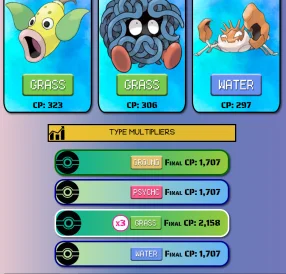 GRASS
GRASS
WATER
CP: 323
CP: 306
CP: 297
TYPE MULTIPLIERS
GROUND FINAL CP: 1,707
PSYCHC FINAL CP: 1,707
x3 GRASS FINAL CP: 2,158
WATER FINAL CP: 1,707